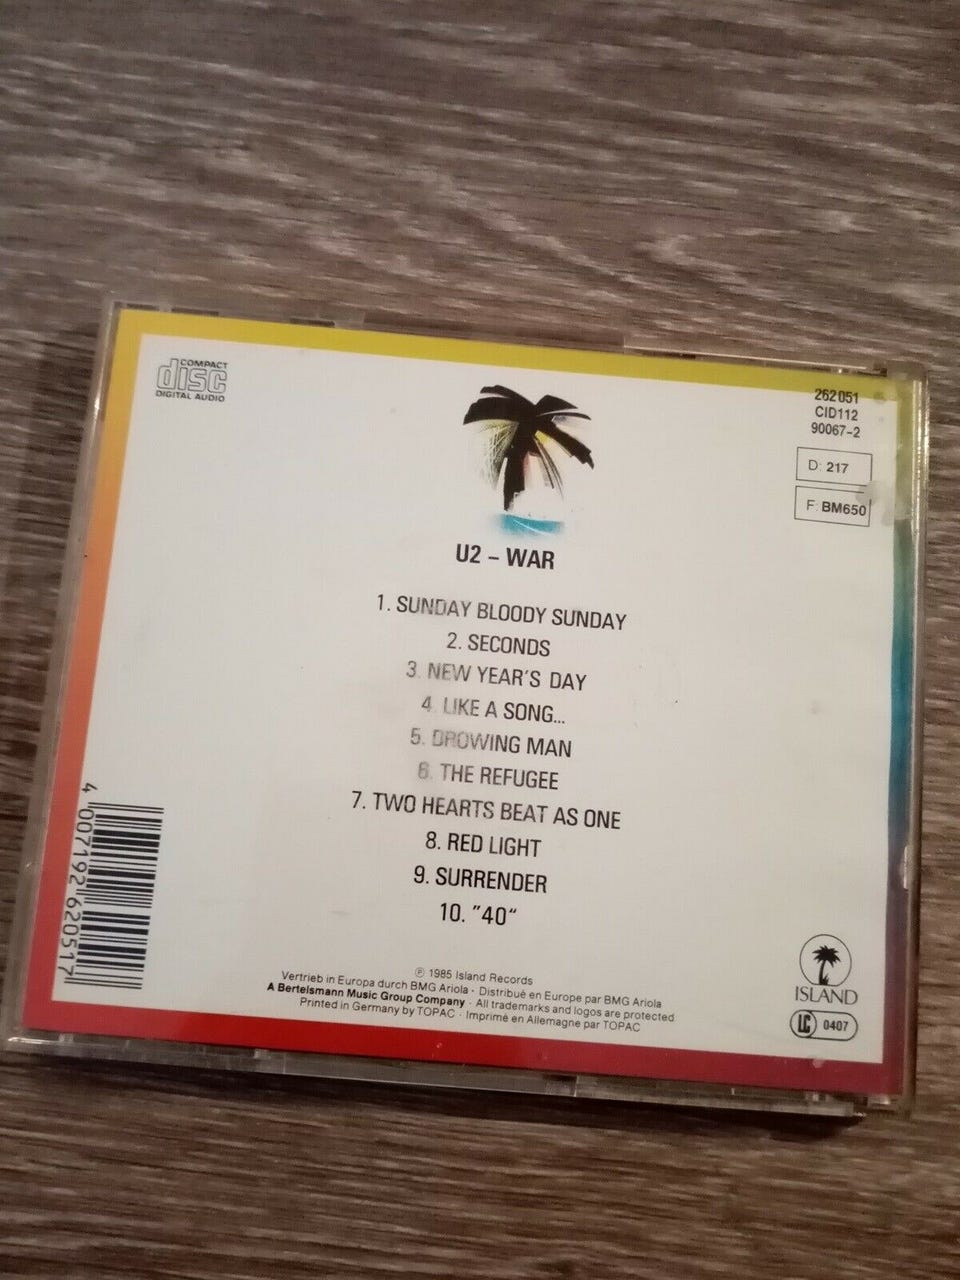 COMPACT
disc
DIGITAL AUDIO
262 051
CID112
90067-2
D: 217
F: BM650
U2 – WAR
1. SUNDAY BLOODY SUNDAY
2. SECONDS
3. NEW YEAR'S DAY
4. LIKE A SONG...
5. DROWING MAN
6. THE REFUGEE
7. TWO HEARTS BEAT AS ONE
8. RED LIGHT
9. SURRENDER
10. "40"
4 007192 620517
℗ 1985 Island Records
Vertrieb in Europa durch BMG Ariola · Distribué en Europe par BMG Ariola
A Bertelsmann Music Group Company · All trademarks and logos are protected
Printed in Germany by TOPAC · Imprimé en Allemagne par TOPAC
ISLAND
LC 0407